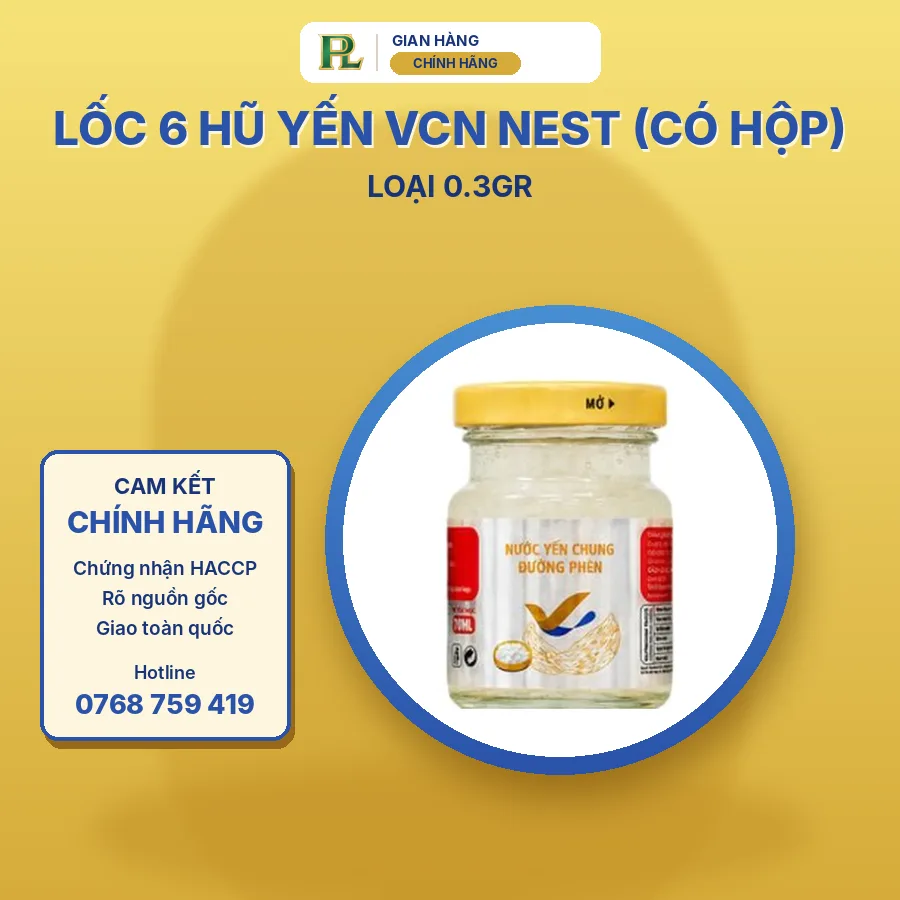 PL
GIAN HÀNG
CHÍNH HÃNG
LỐC 6 HŨ YẾN VCN NEST (CÓ HỘP)
LOẠI 0.3GR
CAM KẾT
CHÍNH HÃNG
Chứng nhận HACCP
Rõ nguồn gốc
Giao toàn quốc
Hotline
0768 759 419
MỞ
NƯỚC YẾN CHUNG
ĐƯỜNG PHÈN
70ML